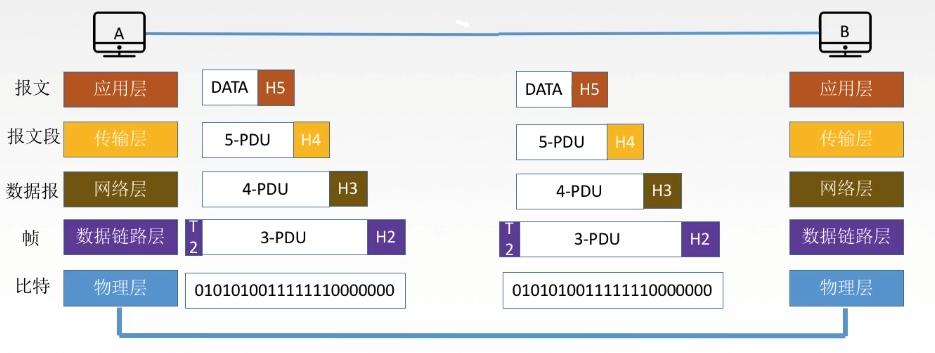 A B
报文 应用层 DATA H5 DATA H5 应用层
报文段 传输层 5-PDU H4 5-PDU H4 传输层
数据报 网络层 4-PDU H3 4-PDU H3 网络层
帧 数据链路层 T2 3-PDU H2 T2 3-PDU H2 数据链路层
比特 物理层 0101010011111110000000 0101010011111110000000 物理层